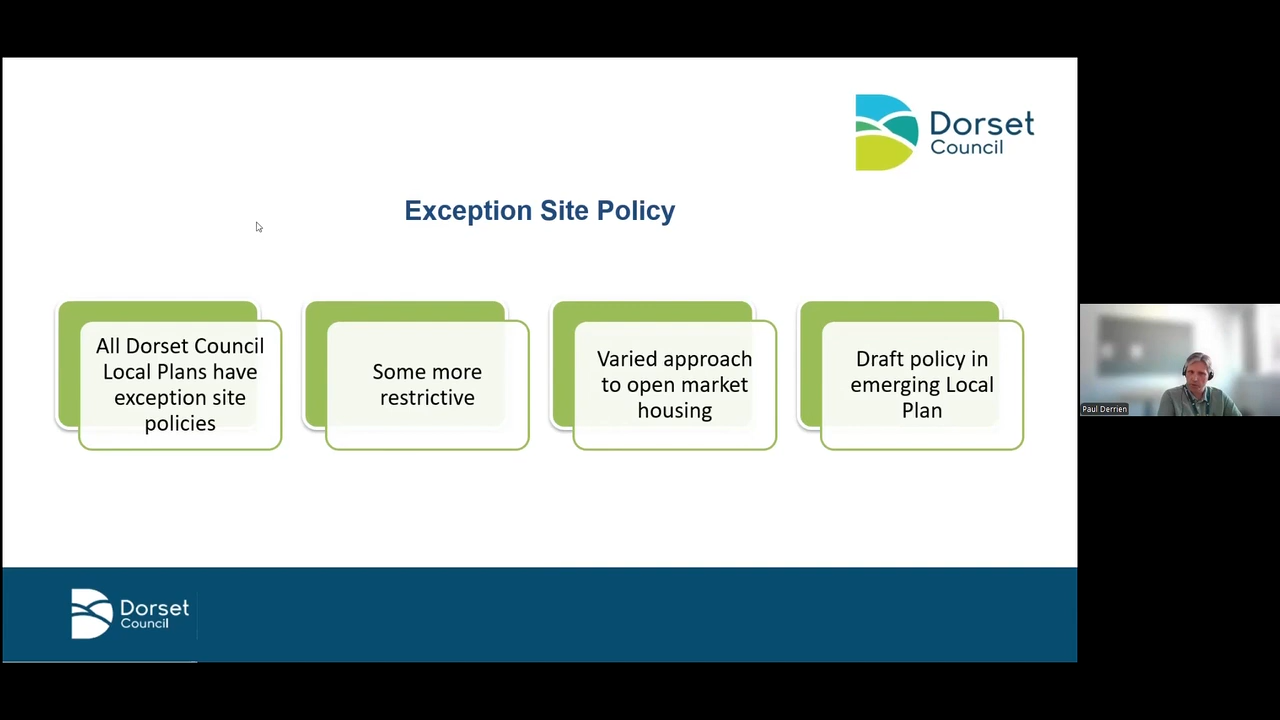 Dorset
Council
Exception Site Policy
All Dorset Council
Local Plans have
exception site
policies
Some more
restrictive
Varied approach
to open market
housing
Draft policy in
emerging Local
Plan
Paul Derrien
Dorset
Council